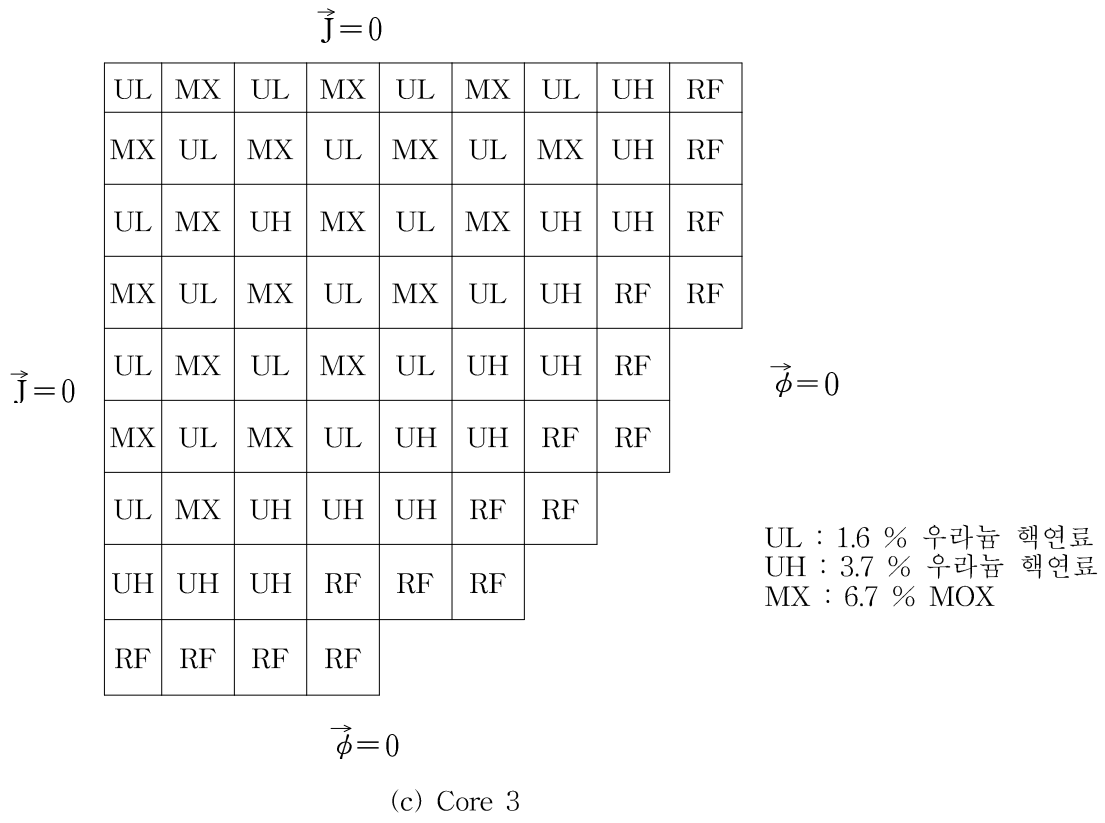 J⃗=0
UL MX UL MX UL MX UL UH RF
MX UL MX UL MX UL MX UH RF
UL MX UH MX UL MX UH UH RF
MX UL MX UL MX UL UH RF RF
UL MX UL MX UL UH UH RF
J⃗=0
ϕ⃗=0
MX UL MX UL UH UH RF RF
UL MX UH UH UH RF RF
UH UH UH RF RF RF
RF RF RF RF
UL : 1.6 % 우라늄 핵연료
UH : 3.7 % 우라늄 핵연료
MX : 6.7 % MOX
ϕ⃗=0
(c) Core 3